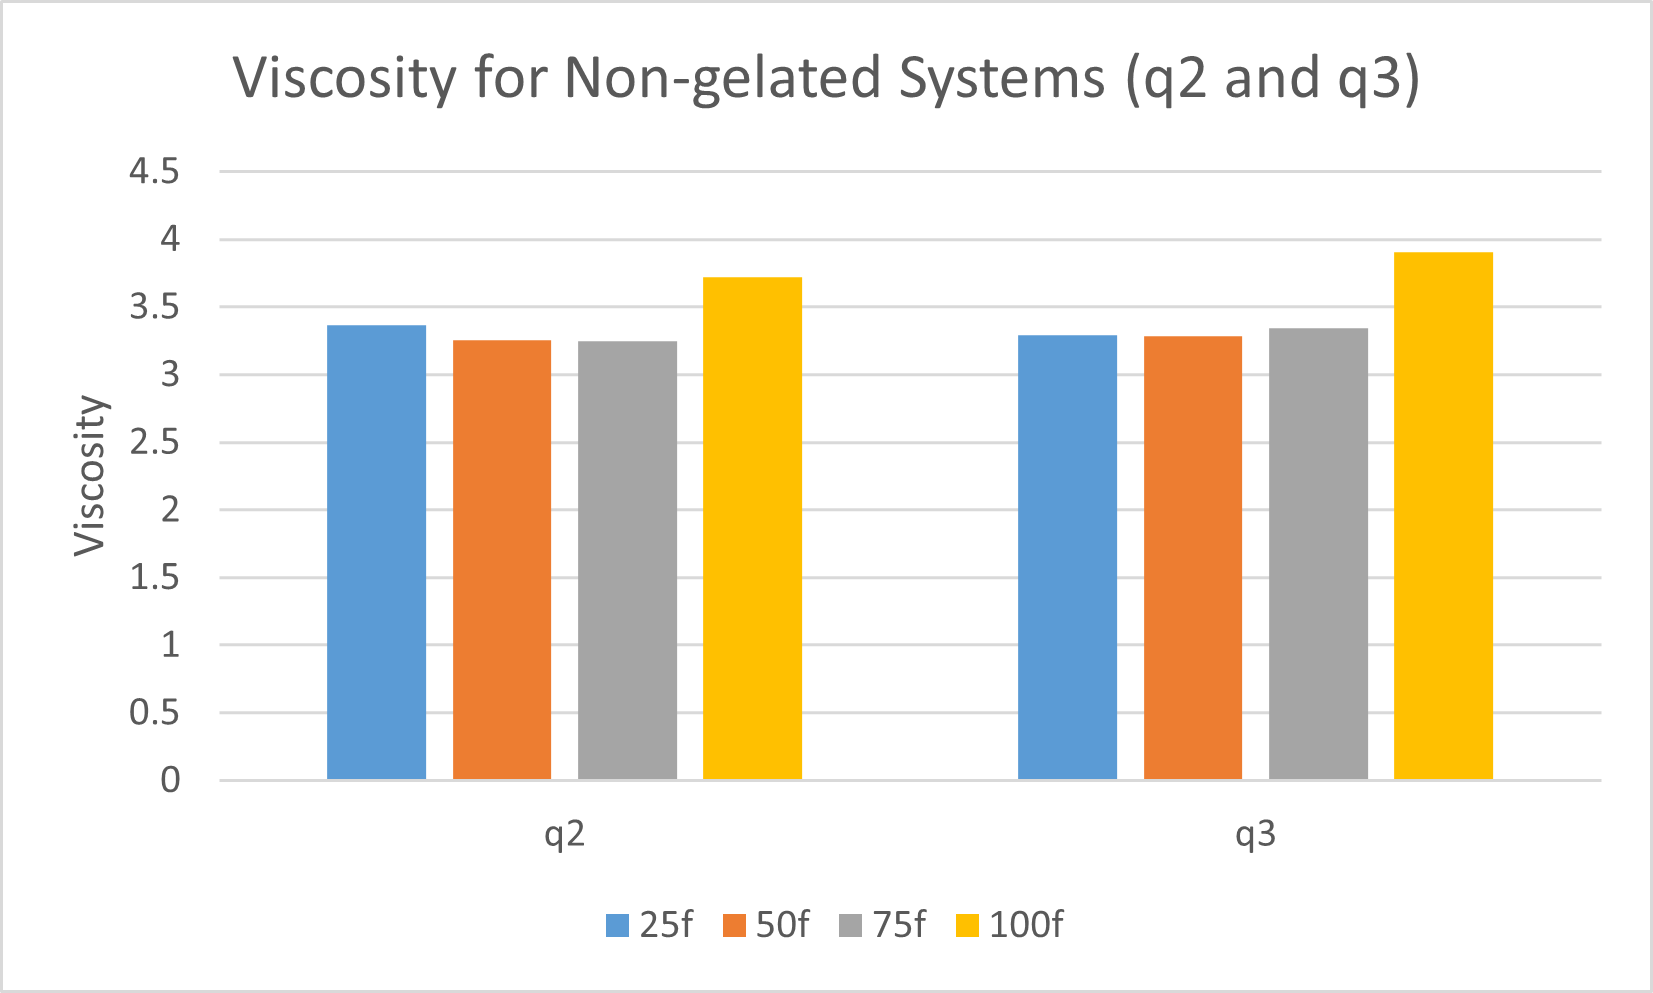 Viscosity for Non-gelated Systems (q2 and q3)
4.5
4
3.5
3
2.5
2
1.5
1
0.5
0
Viscosity
q2 q3
25f 50f 75f 100f